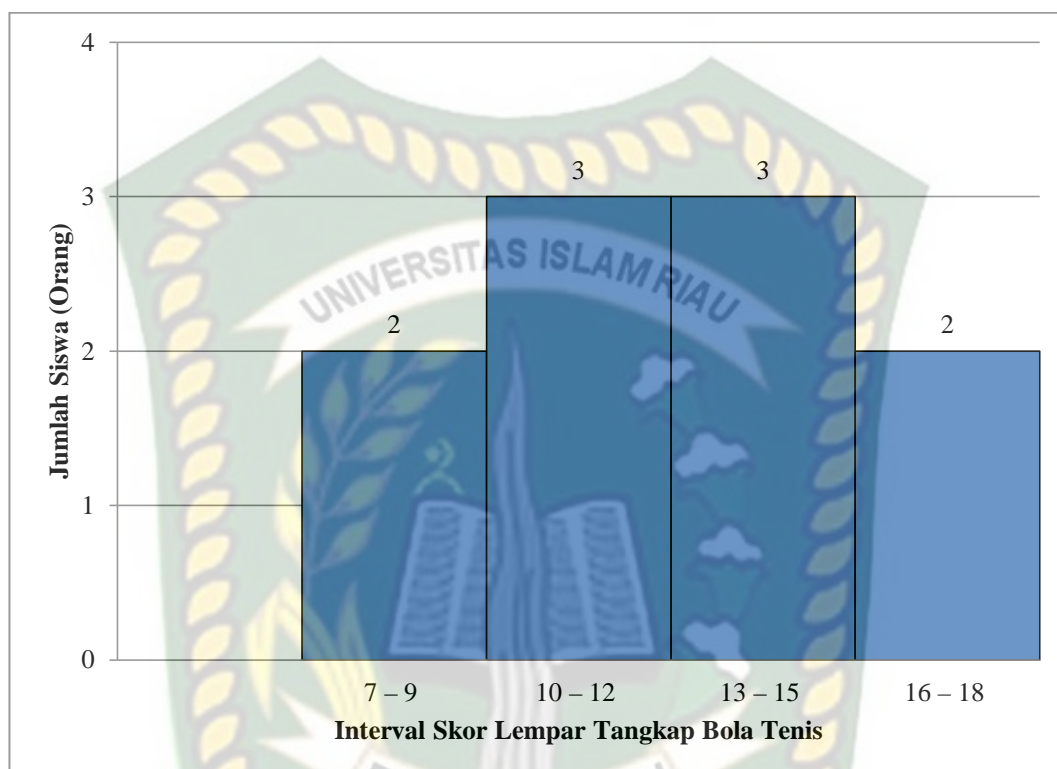 4
3
2
1
0
Jumlah Siswa (Orang)
2
3
3
2
UNIVERSITAS ISLAM RIAU
7 – 9
10 – 12
13 – 15
16 – 18
Interval Skor Lempar Tangkap Bola Tenis